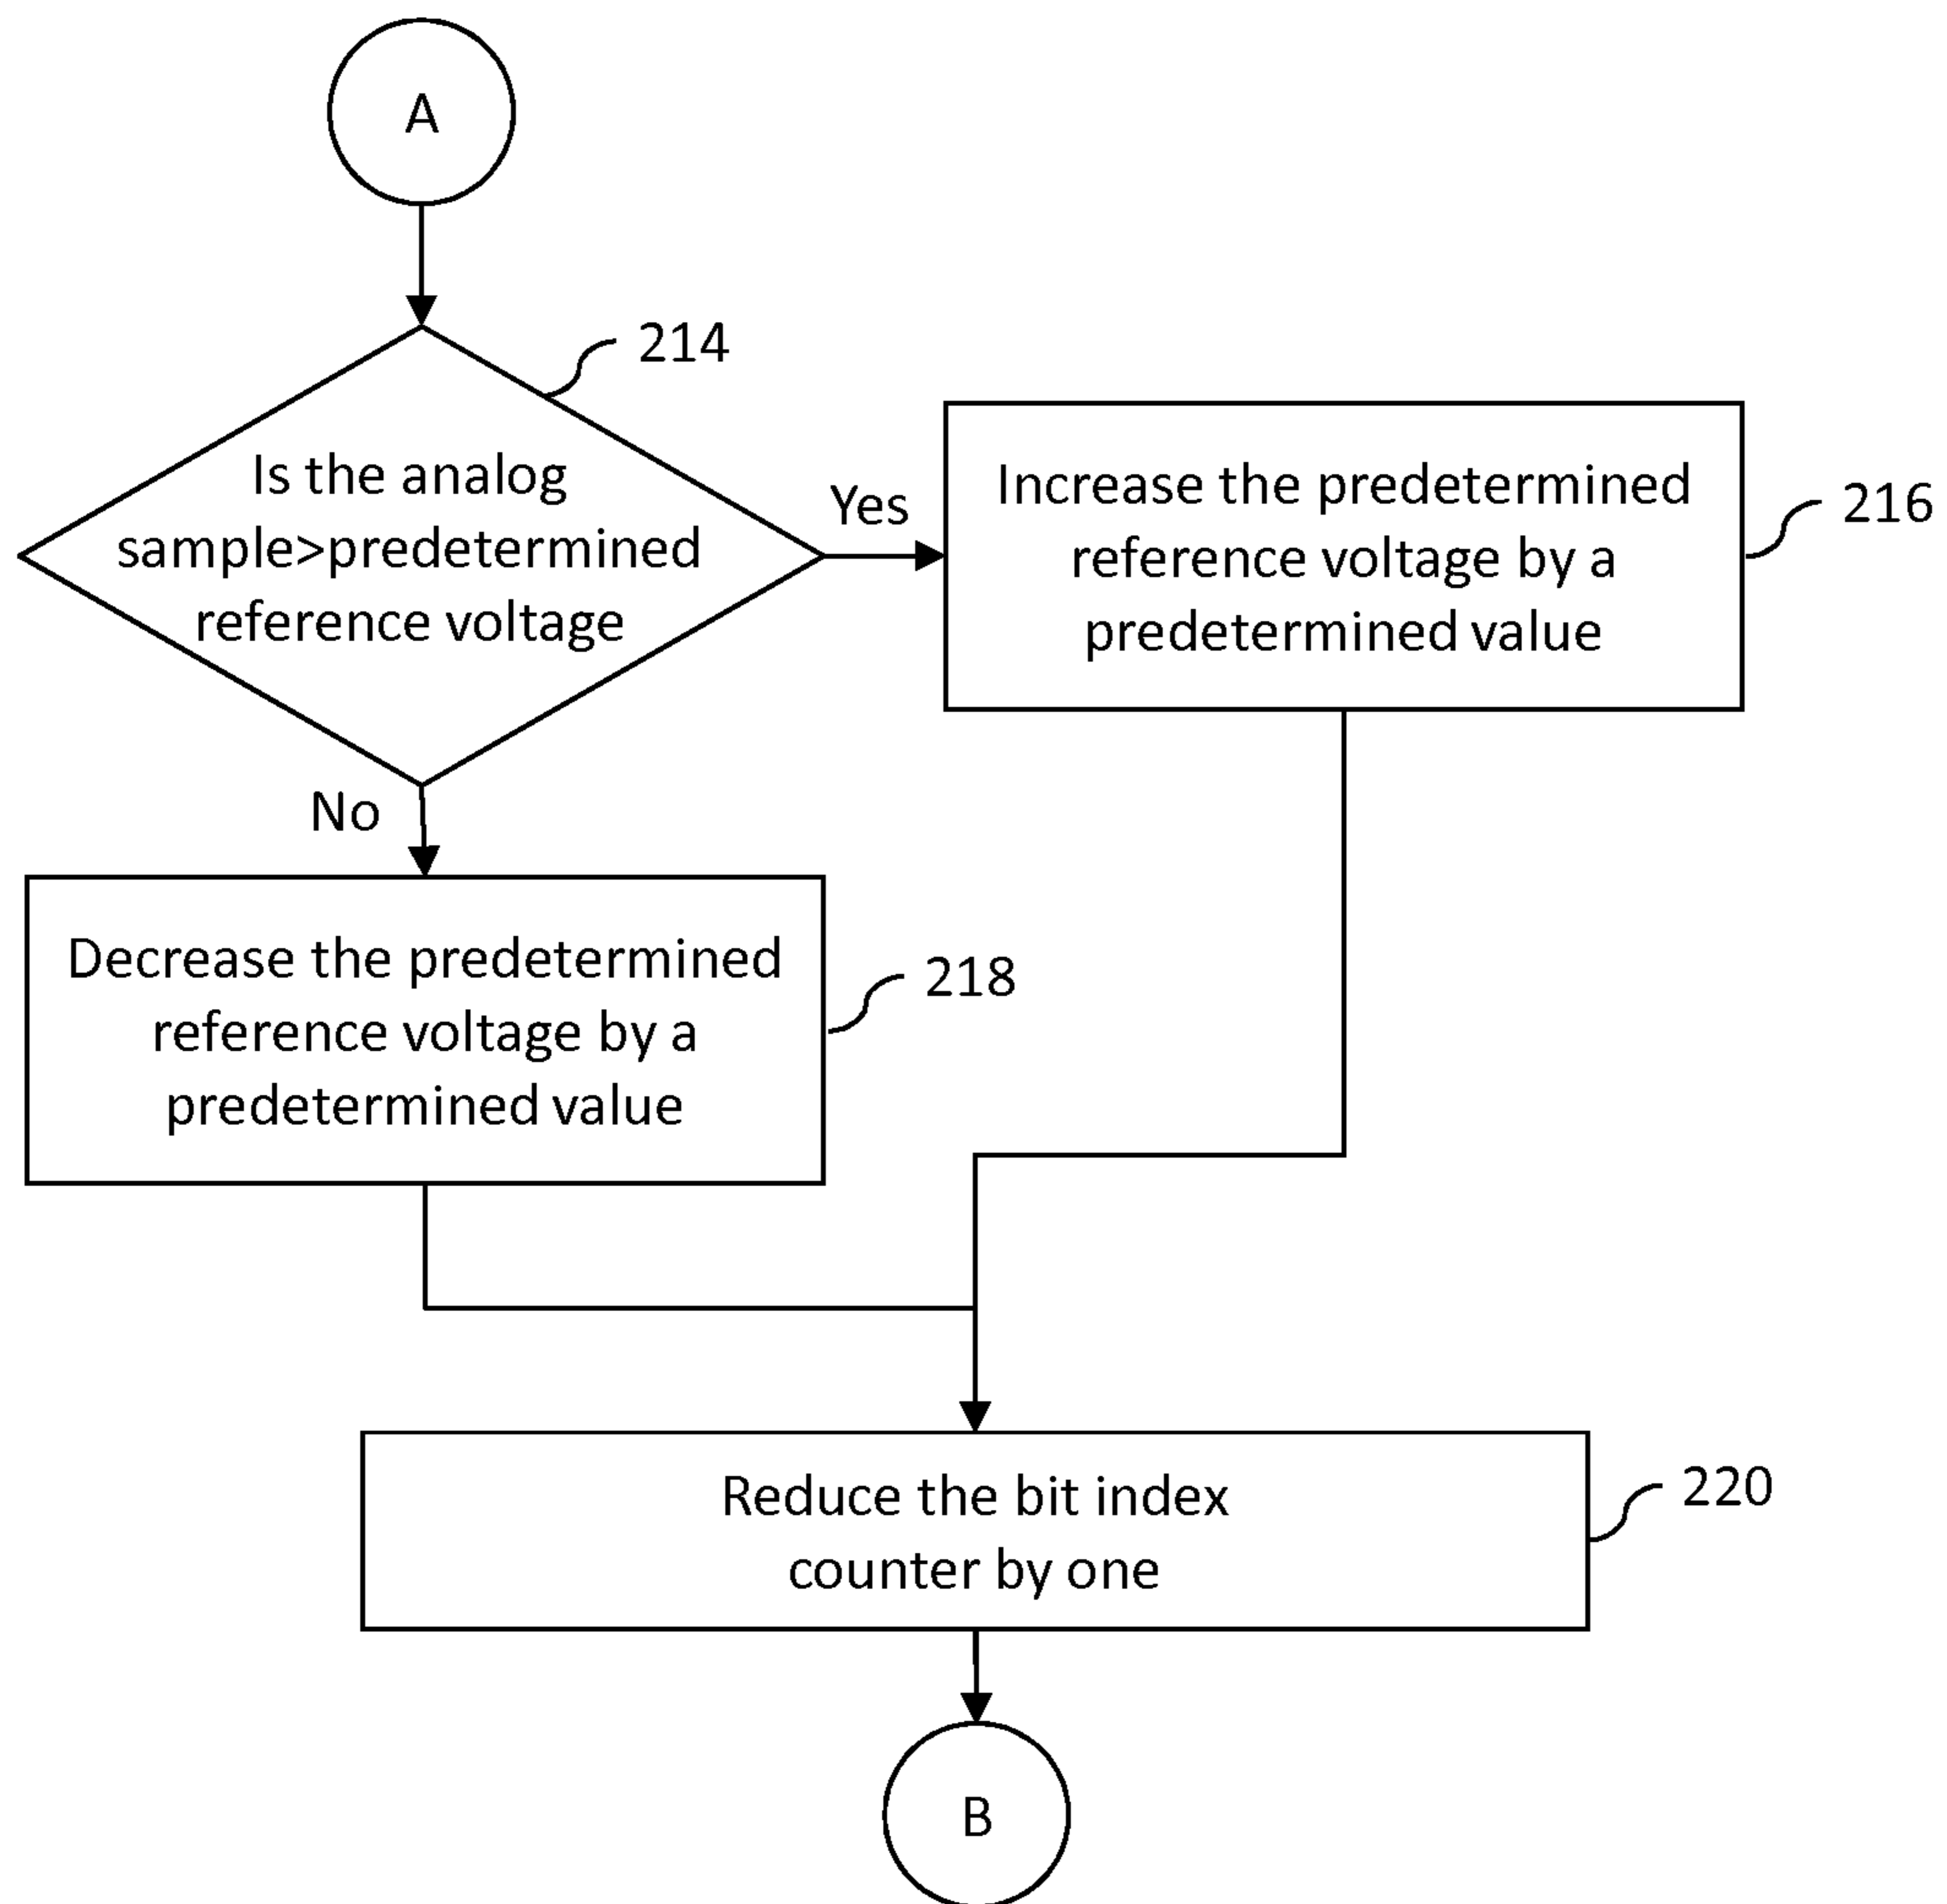 A
214
Is the analog
sample>predetermined
reference voltage
Yes
Increase the predetermined
reference voltage by a
predetermined value
216
No
Decrease the predetermined
reference voltage by a
predetermined value
218
Reduce the bit index
counter by one
220
B